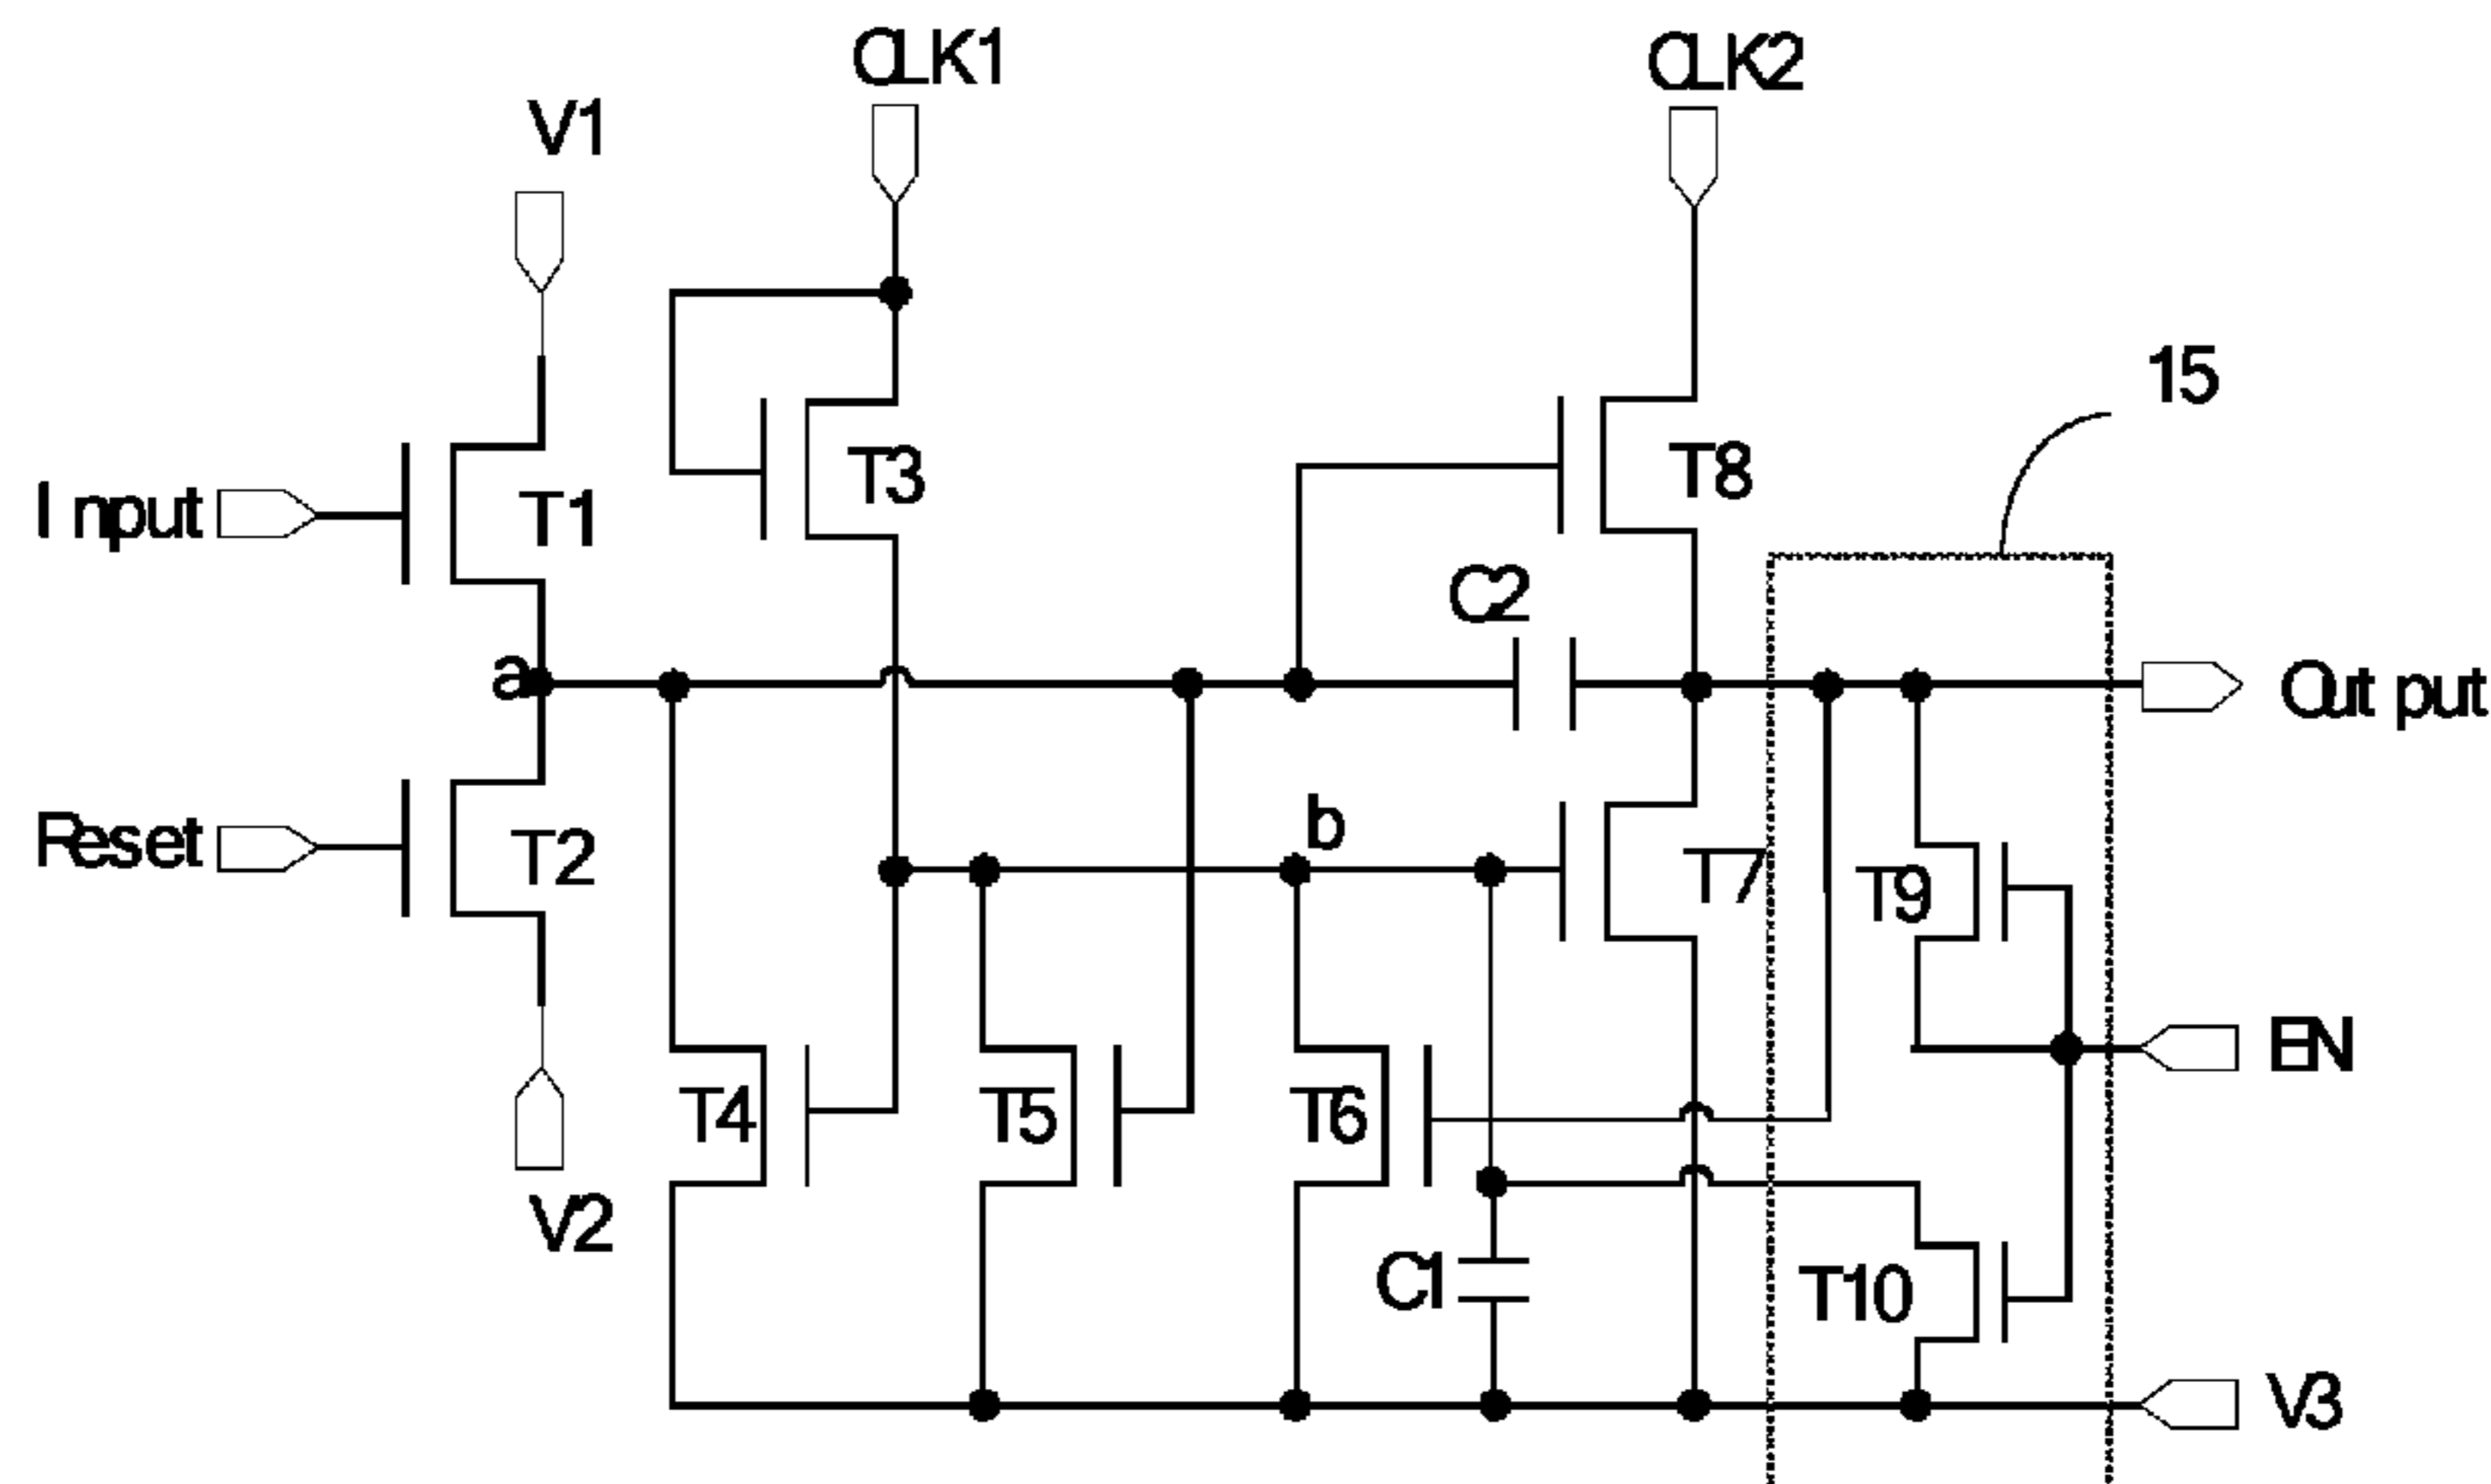 CLK1
CLK2
V1
15
Input
T1
T3
T8
C2
a
Output
b
Reset
T2
T7
T9
EN
T4
T5
T6
V2
C1
T10
V3